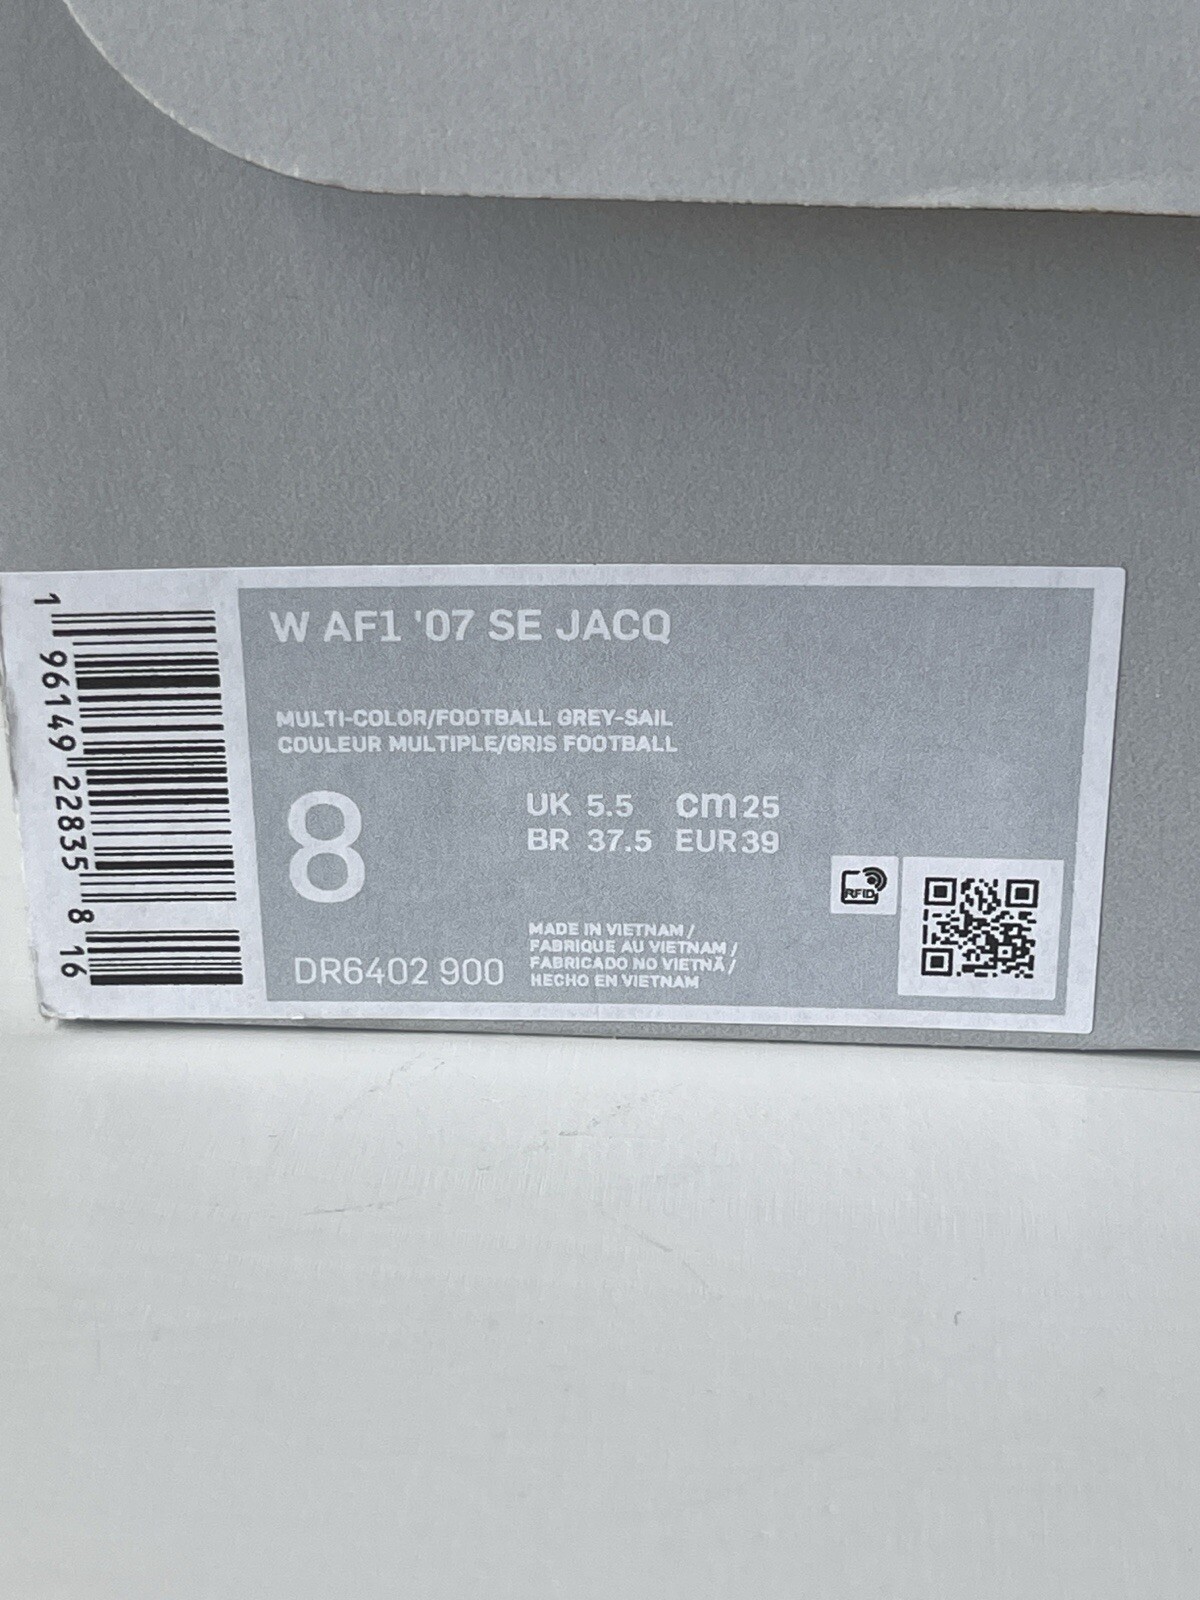 W AF1 '07 SE JACQ
MULTI-COLOR/FOOTBALL GREY-SAIL
COULEUR MULTIPLE/GRIS FOOTBALL
8
UK 5.5 cm 25
BR 37.5 EUR 39
RFID
DR6402 900
MADE IN VIETNAM /
FABRIQUE AU VIETNAM /
FABRICADO NO VIETNÃ /
HECHO EN VIETNAM
1 96149 22835 8 16